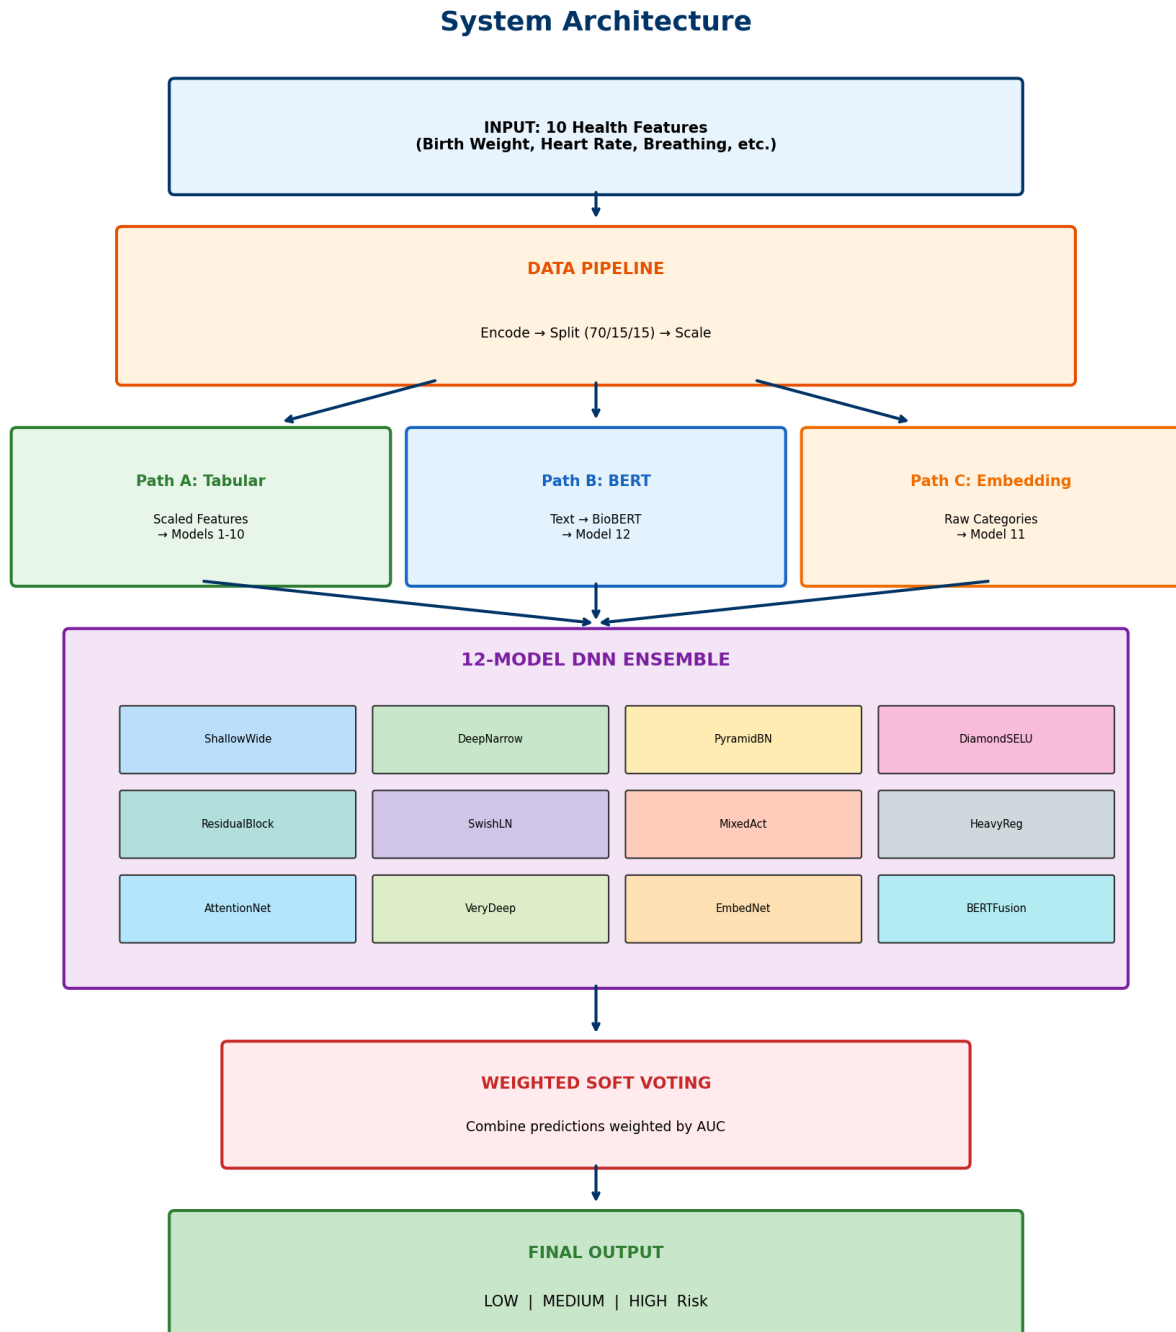 System Architecture
INPUT: 10 Health Features
(Birth Weight, Heart Rate, Breathing, etc.)
DATA PIPELINE
Encode → Split (70/15/15) → Scale
Path A: Tabular
Scaled Features
→ Models 1-10
Path B: BERT
Text → BioBERT
→ Model 12
Path C: Embedding
Raw Categories
→ Model 11
12-MODEL DNN ENSEMBLE
ShallowWide
DeepNarrow
PyramidBN
DiamondSELU
ResidualBlock
SwishLN
MixedAct
HeavyReg
AttentionNet
VeryDeep
EmbedNet
BERTFusion
WEIGHTED SOFT VOTING
Combine predictions weighted by AUC
FINAL OUTPUT
LOW | MEDIUM | HIGH Risk